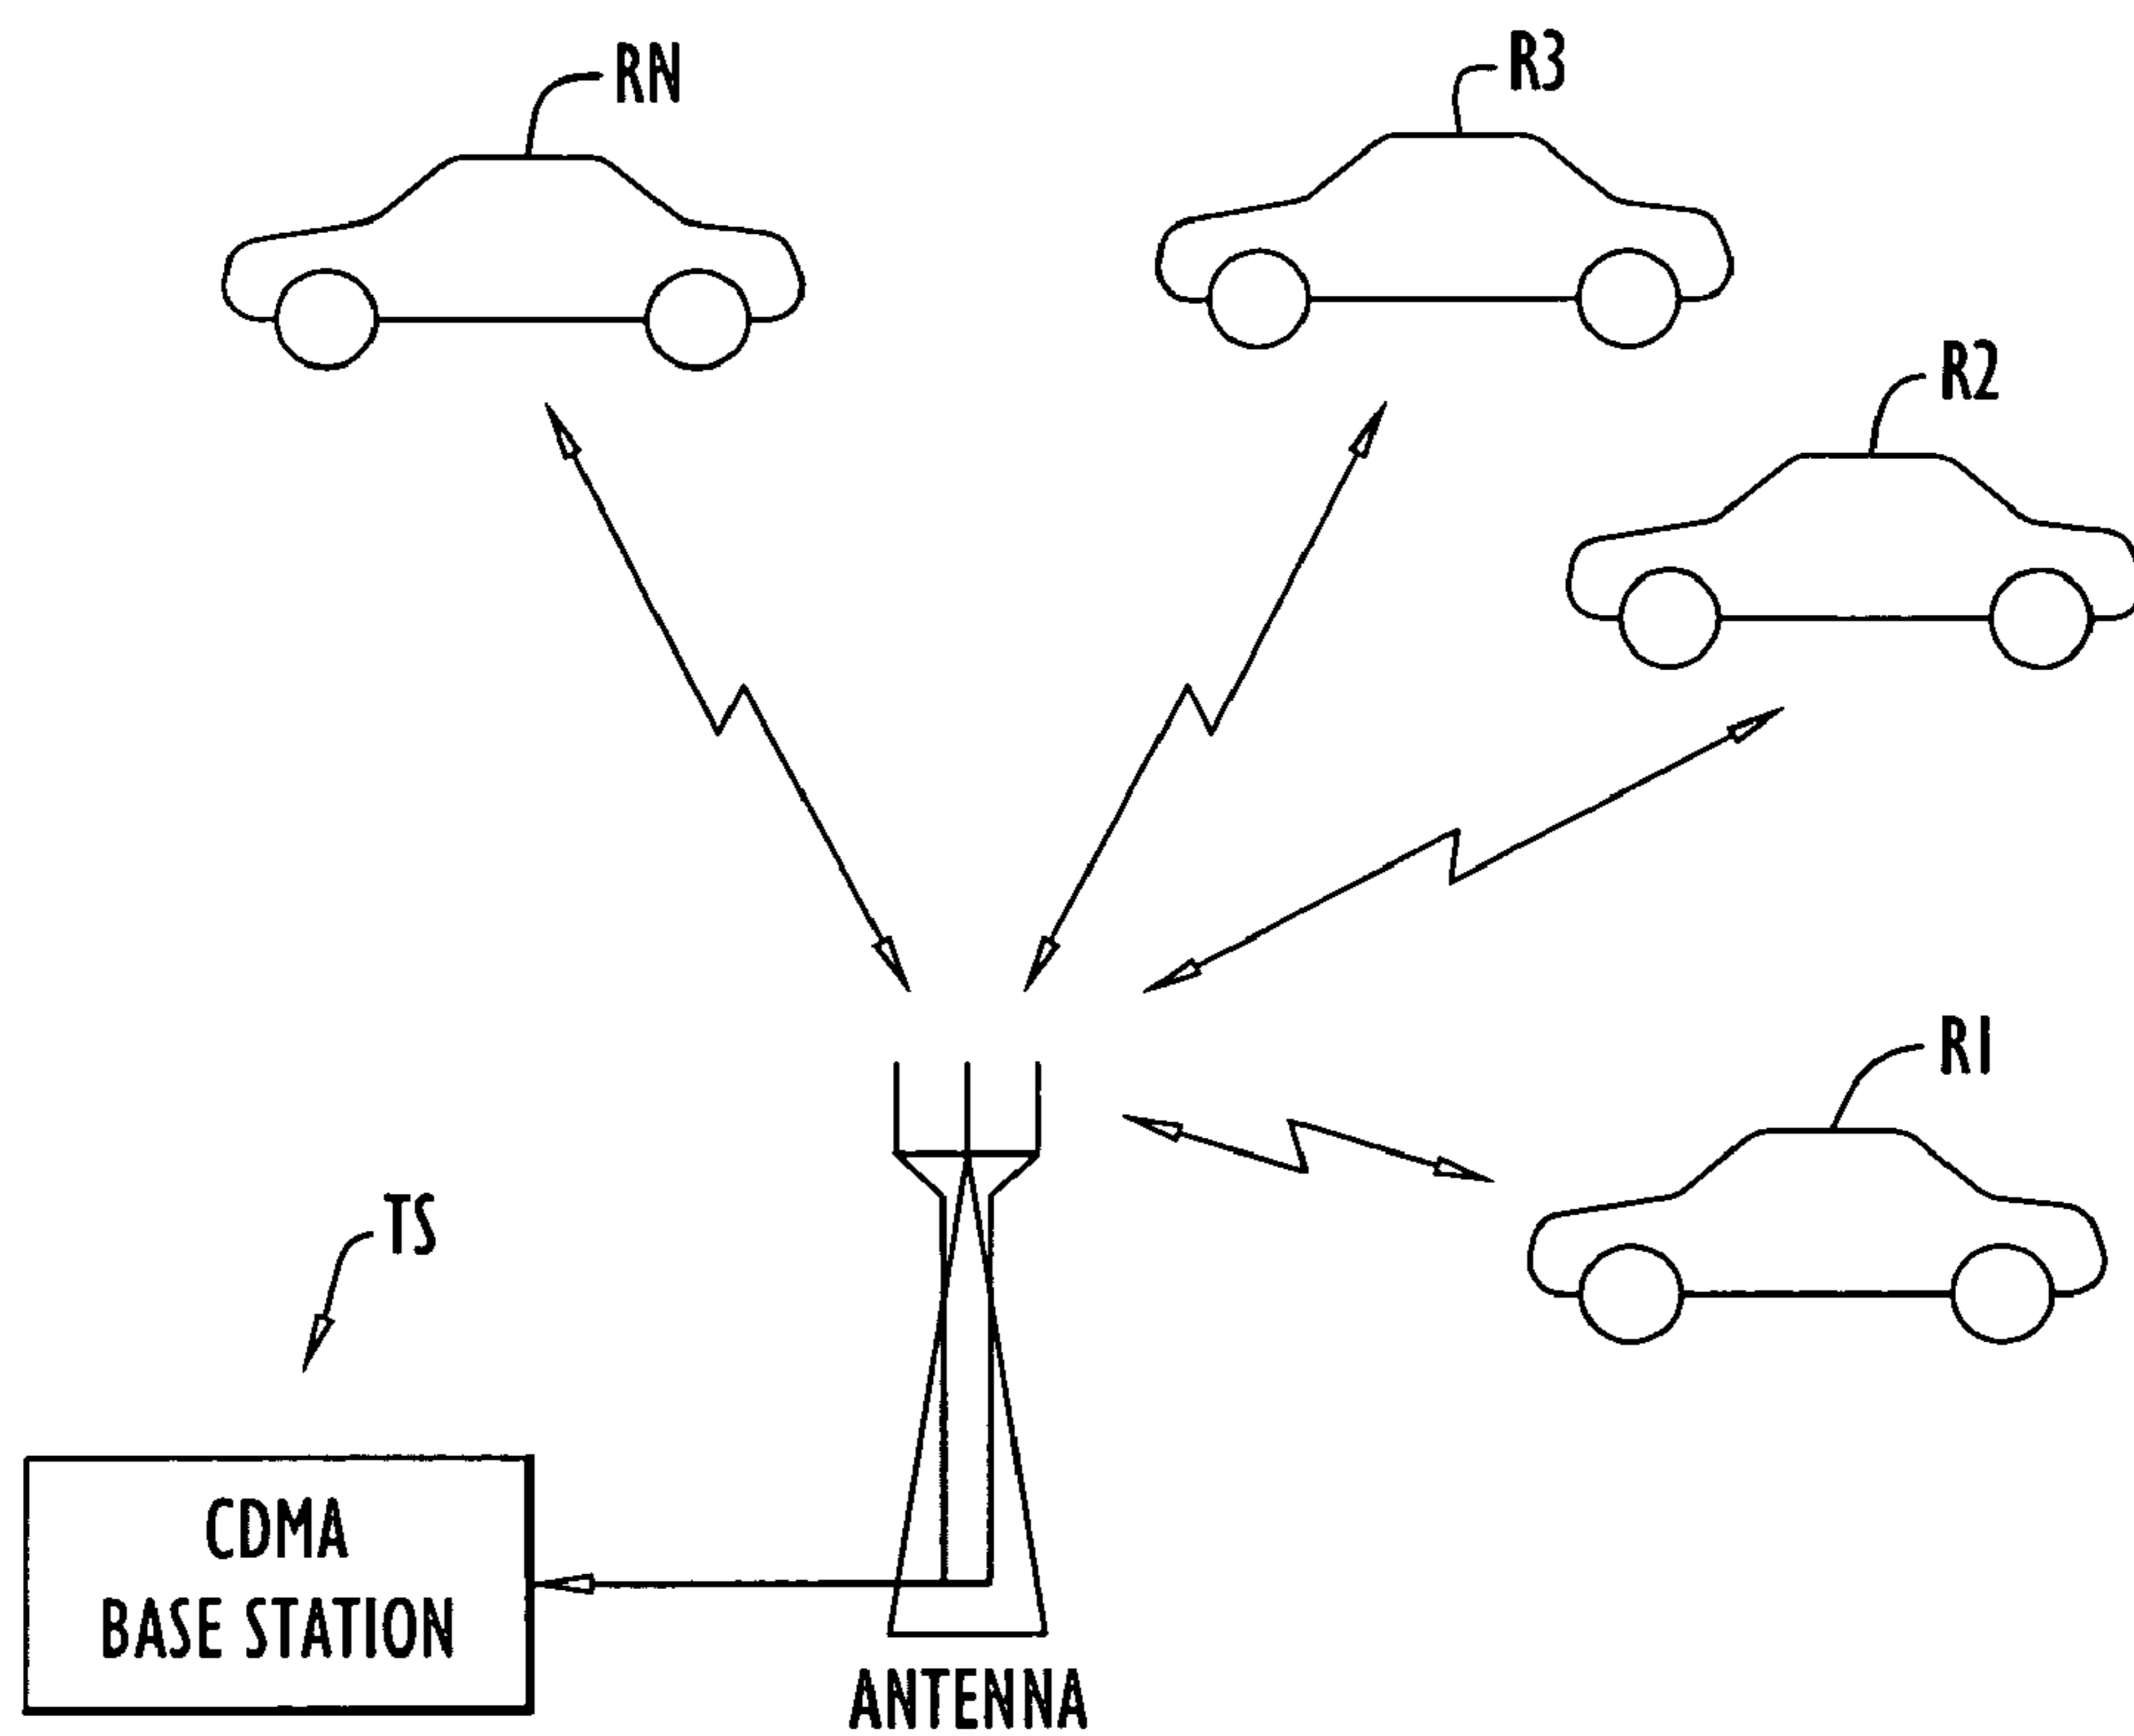 RN
R3
R2
R1
TS
CDMA
BASE STATION
ANTENNA